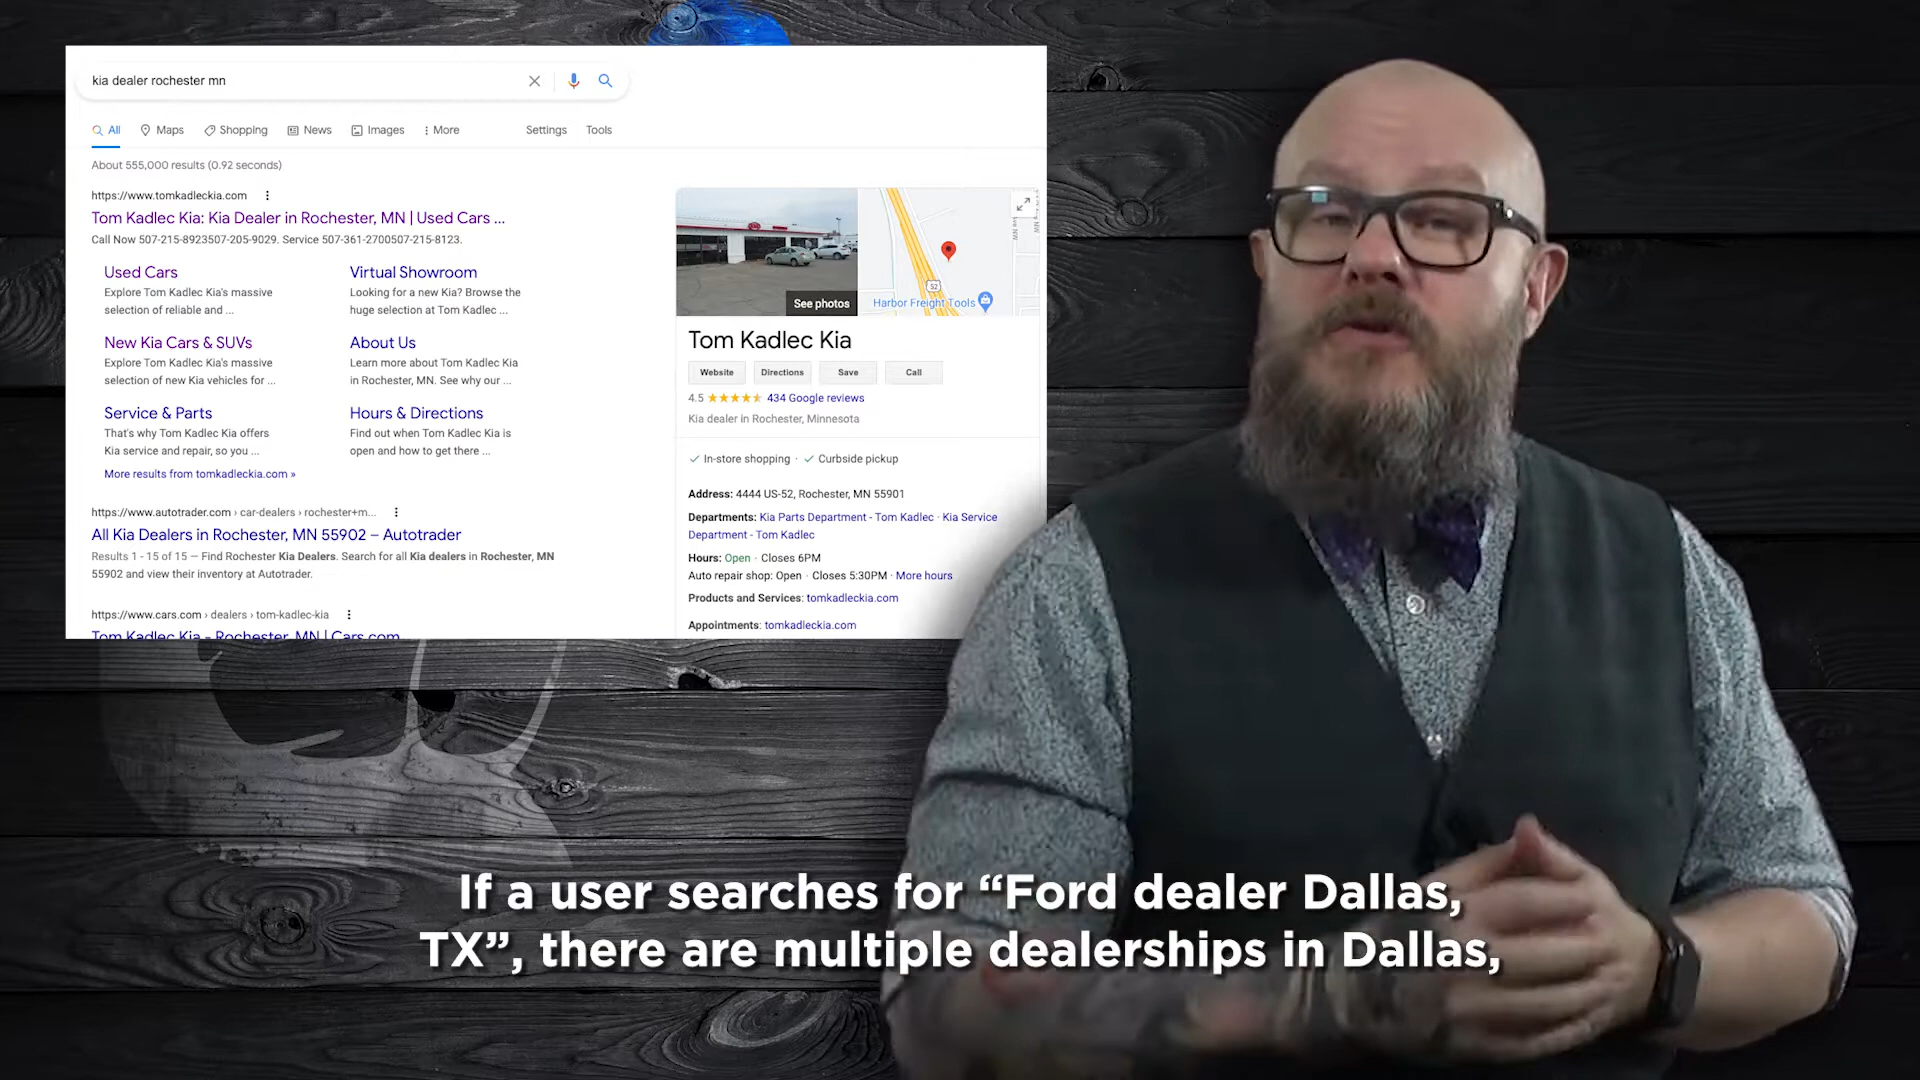 kia dealer rochester mn
All Maps Shopping News Images More Settings Tools
About 555,000 results (0.92 seconds)
https://www.tomkadleckia.com
Tom Kadlec Kia: Kia Dealer in Rochester, MN | Used Cars ...
Call Now 507-215-8923507-205-9029. Service 507-361-2700507-215-8123.
Used Cars
Explore Tom Kadlec Kia's massive
selection of reliable and ...
Virtual Showroom
Looking for a new Kia? Browse the
huge selection at Tom Kadlec ...
New Kia Cars & SUVs
Explore Tom Kadlec Kia's massive
selection of new Kia vehicles for ...
About Us
Learn more about Tom Kadlec Kia
in Rochester, MN. See why our ...
Service & Parts
That's why Tom Kadlec Kia offers
Kia service and repair, so you ...
Hours & Directions
Find out when Tom Kadlec Kia is
open and how to get there ...
More results from tomkadleckia.com »
https://www.autotrader.com › car-dealers › rochester+m...
All Kia Dealers in Rochester, MN 55902 – Autotrader
Results 1 - 15 of 15 — Find Rochester Kia Dealers. Search for all Kia dealers in Rochester, MN
55902 and view their inventory at Autotrader.
https://www.cars.com › dealers › tom-kadlec-kia
Tom Kadlec Kia - Rochester, MN | Cars.com
See photos
52
Harbor Freight Tools
Tom Kadlec Kia
Website Directions Save Call
4.5 434 Google reviews
Kia dealer in Rochester, Minnesota
In-store shopping · Curbside pickup
Address: 4444 US-52, Rochester, MN 55901
Departments: Kia Parts Department - Tom Kadlec · Kia Service
Department - Tom Kadlec
Hours: Open · Closes 6PM
Auto repair shop: Open · Closes 5:30PM · More hours
Products and Services: tomkadleckia.com
Appointments: tomkadleckia.com
If a user searches for “Ford dealer Dallas,
TX”, there are multiple dealerships in Dallas,